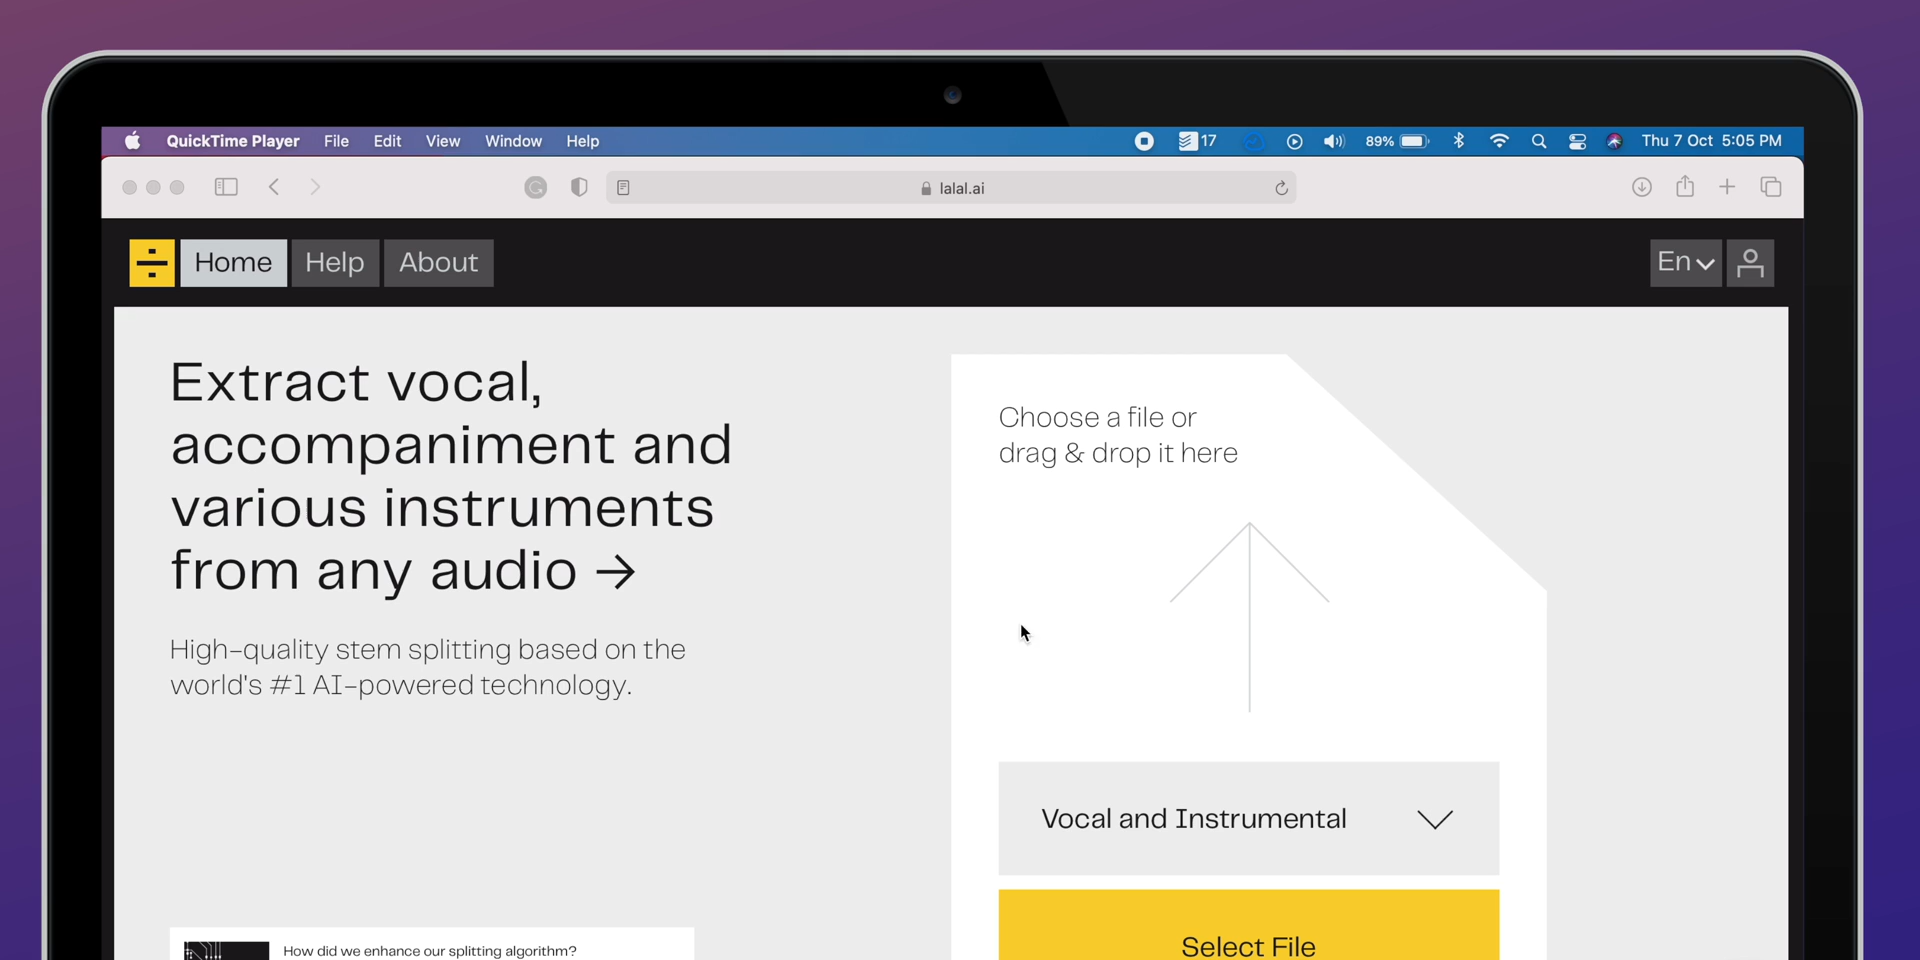 QuickTime Player File Edit View Window Help 17 89% Thu 7 Oct 5:05 PM
lalal.ai
Home Help About En
Extract vocal,
accompaniment and
various instruments
from any audio →
High-quality stem splitting based on the
world's #1 AI-powered technology.
Choose a file or
drag & drop it here
Vocal and Instrumental
Select File
How did we enhance our splitting algorithm?